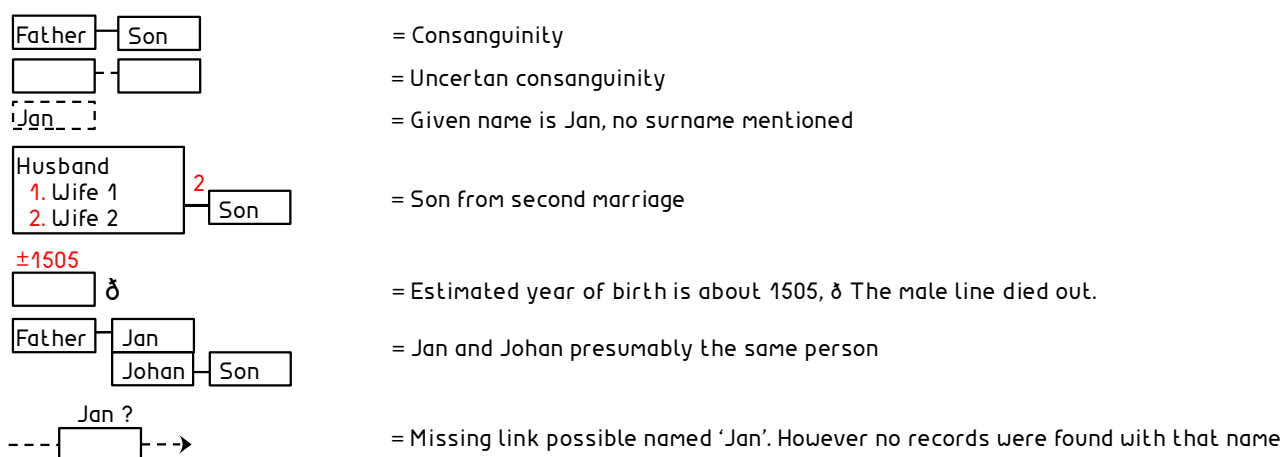 Father Son = Consanguinity
= Uncertan consanguinity
Jan = Given name is Jan, no surname mentioned
Husband
1. Wife 1
2. Wife 2
2
Son = Son from second marriage
±1505
ð = Estimated year of birth is about 1505, ð The male line died out.
Father Jan
Johan Son
= Jan and Johan presumably the same person
Jan ?
= Missing link possible named ‘Jan’. However no records were found with that name